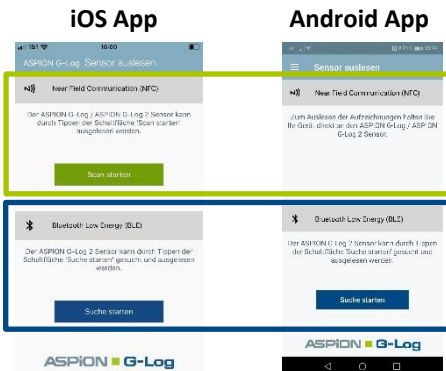 iOS App
Android App
16:00
ASPION G-Log Sensor auslesen
Near Field Communication (NFC)
Der ASPION G-Log / ASPION G-Log 2 Sensor kann
durch Tippen der Schaltfläche 'Scan starten'
ausgelesen werden.
Scan starten
Bluetooth Low Energy (BLE)
Der ASPION G-Log 2 Sensor kann durch Tippen der
Schaltfläche 'Suche starten' gesucht und ausgelesen
werden.
Suche starten
ASPION G-Log
Sensor auslesen
Near Field Communication (NFC)
Zum Auslesen der Aufzeichnungen halten Sie
Ihr Gerät direkt an den ASPION G-Log / ASPION
G-Log 2 Sensor.
Bluetooth Low Energy (BLE)
Der ASPION G-Log 2 Sensor kann durch Tippen
der Schaltfläche 'Suche starten' gesucht und
ausgelesen werden.
Suche starten
ASPION G-Log